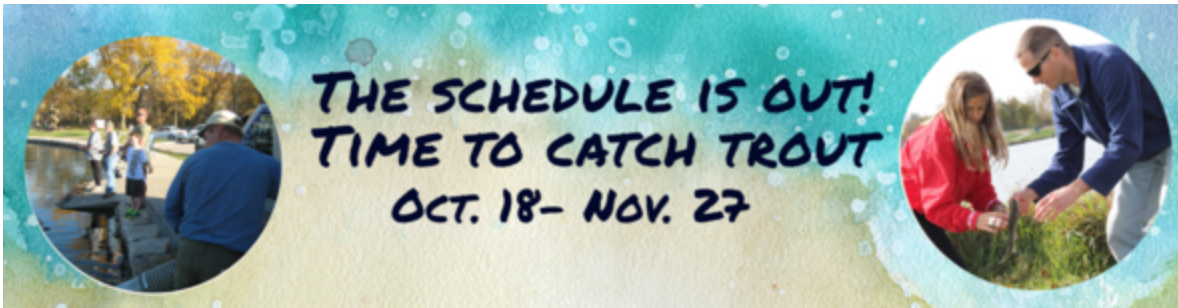 THE SCHEDULE IS OUT!
TIME TO CATCH TROUT
OCT. 18- NOV. 27